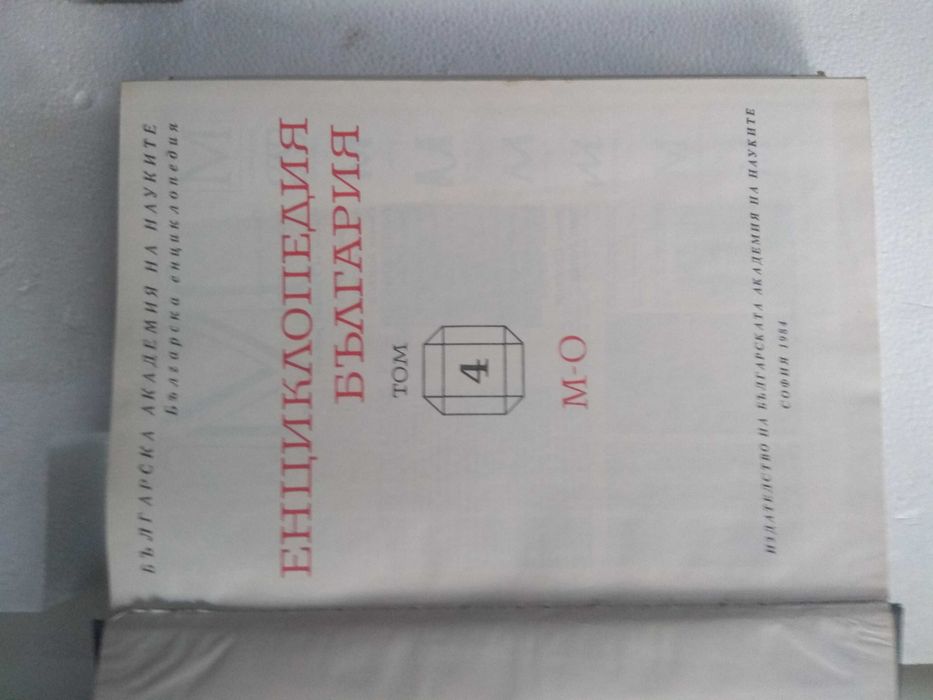 БЪЛГАРСКА АКАДЕМИЯ НА НАУКИТЕ
Българска енциклопедия
ЕНЦИКЛОПЕДИЯ
БЪЛГАРИЯ
ТОМ
4
М-О
ИЗДАТЕЛСТВО НА БЪЛГАРСКАТА АКАДЕМИЯ НА НАУКИТЕ
СОФИЯ 1984